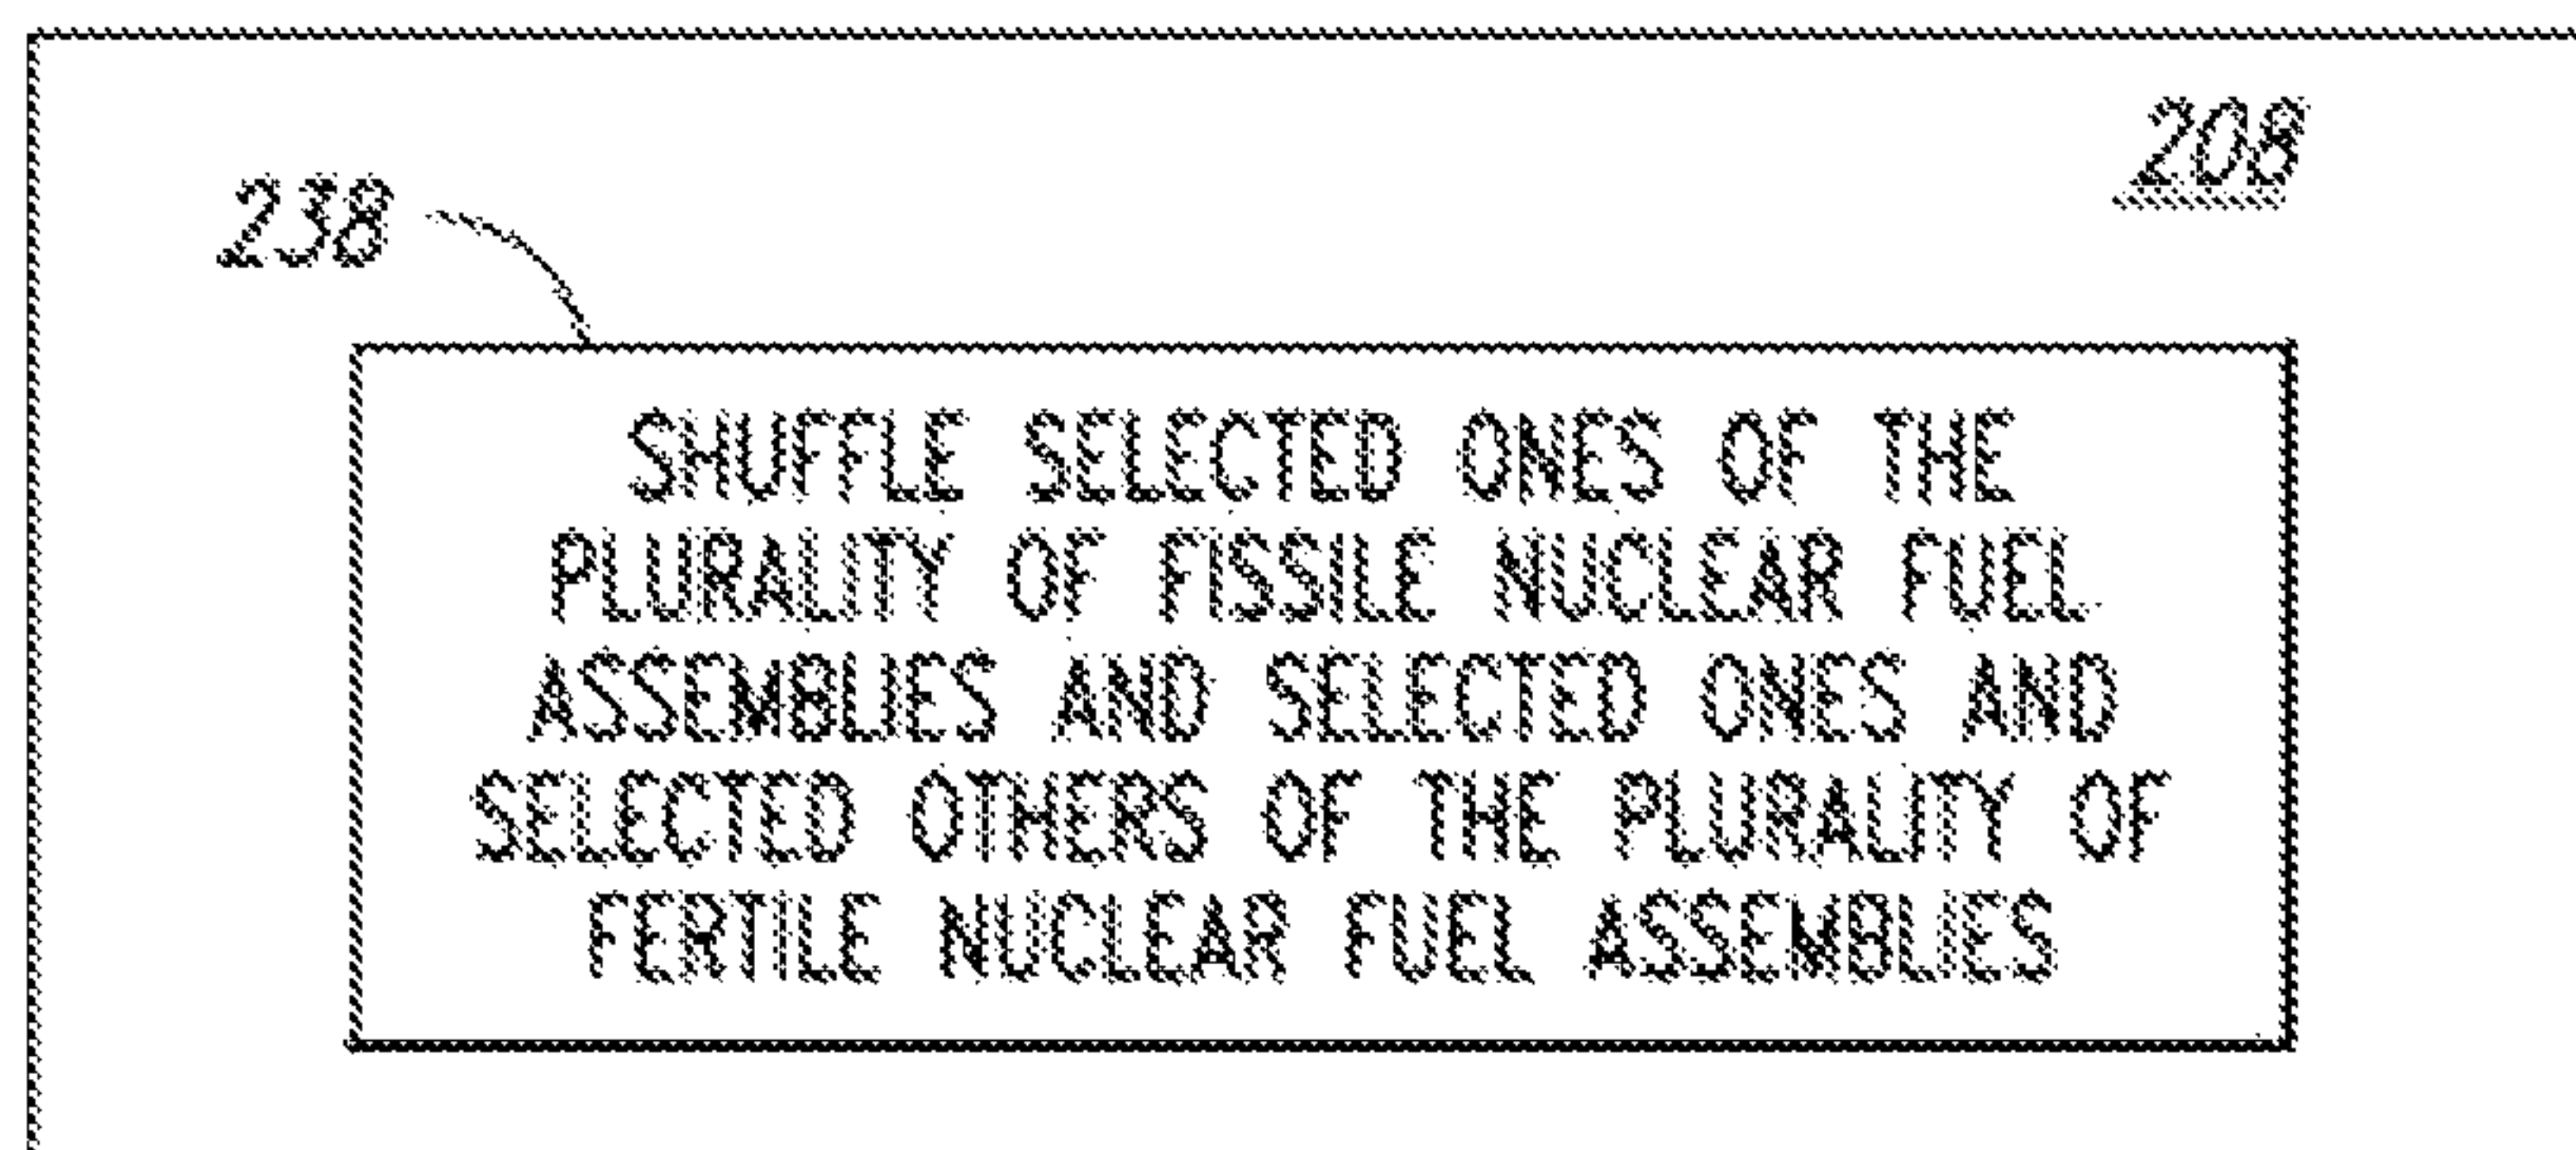 208
238
SHUFFLE SELECTED ONES OF THE
PLURALITY OF FISSILE NUCLEAR FUEL
ASSEMBLIES AND SELECTED ONES AND
SELECTED OTHERS OF THE PLURALITY OF
FERTILE NUCLEAR FUEL ASSEMBLIES